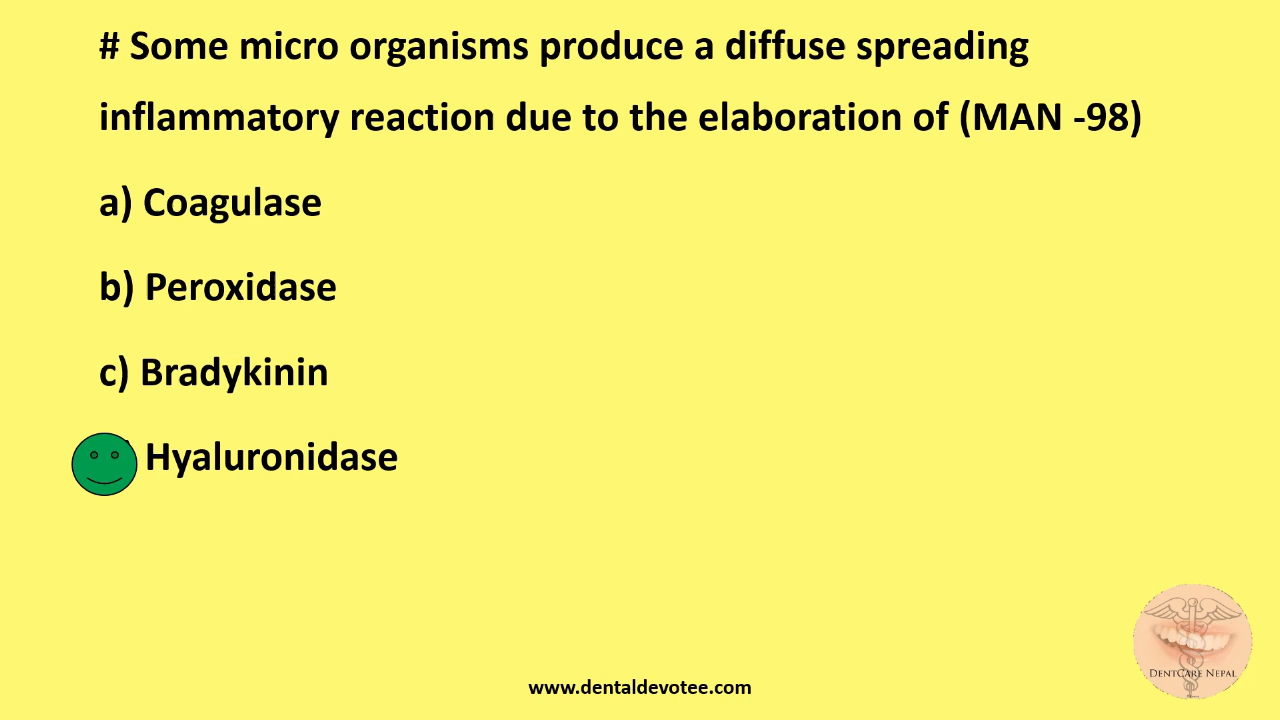 # Some micro organisms produce a diffuse spreading
inflammatory reaction due to the elaboration of (MAN -98)
a) Coagulase
b) Peroxidase
c) Bradykinin
Hyaluronidase
DENTCARE NEPAL
www.dentaldevotee.com